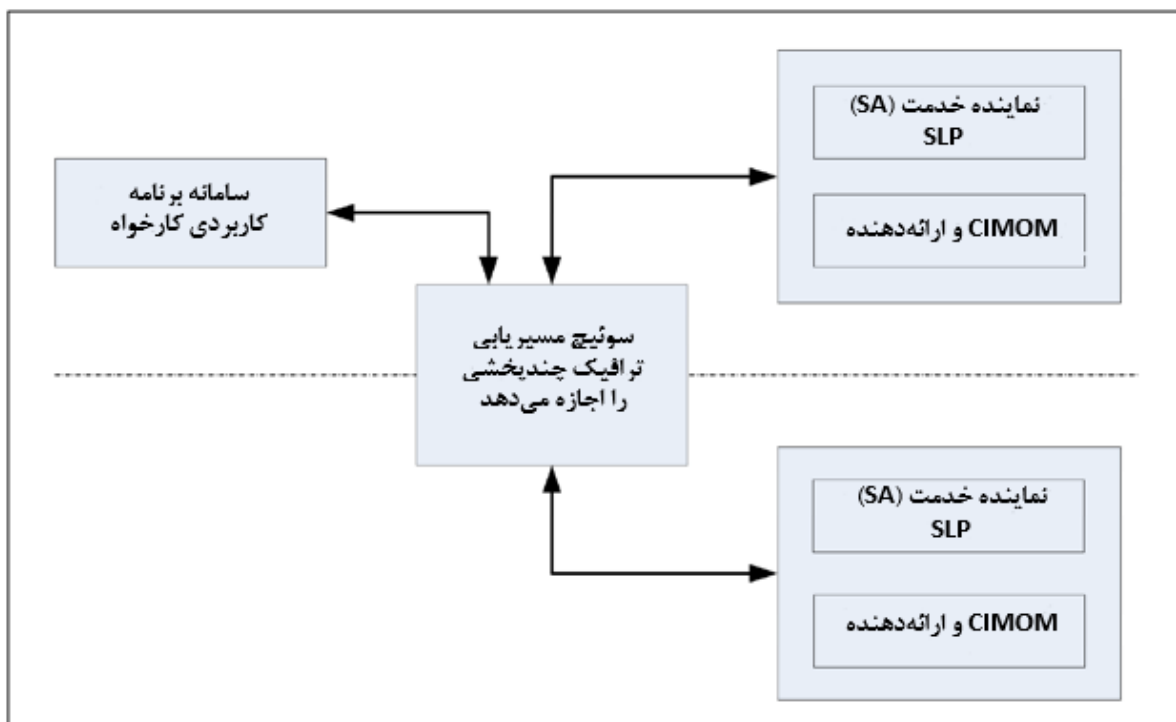 نماینده خدمت (SA)
SLP
CIMOM و ارائه‌دهنده
سامانه برنامه
کاربردی کارخواه
سوئیچ مسیریابی
ترافیک چندپخشی
را اجازه می‌دهد
نماینده خدمت (SA)
SLP
CIMOM و ارائه‌دهنده